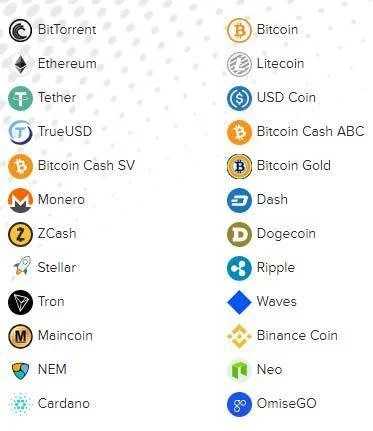 BitTorrent
Bitcoin
Ethereum
Litecoin
Tether
USD Coin
TrueUSD
Bitcoin Cash ABC
Bitcoin Cash SV
Bitcoin Gold
Monero
Dash
ZCash
Dogecoin
Stellar
Ripple
Tron
Waves
Maincoin
Binance Coin
NEM
Neo
Cardano
OmiseGO